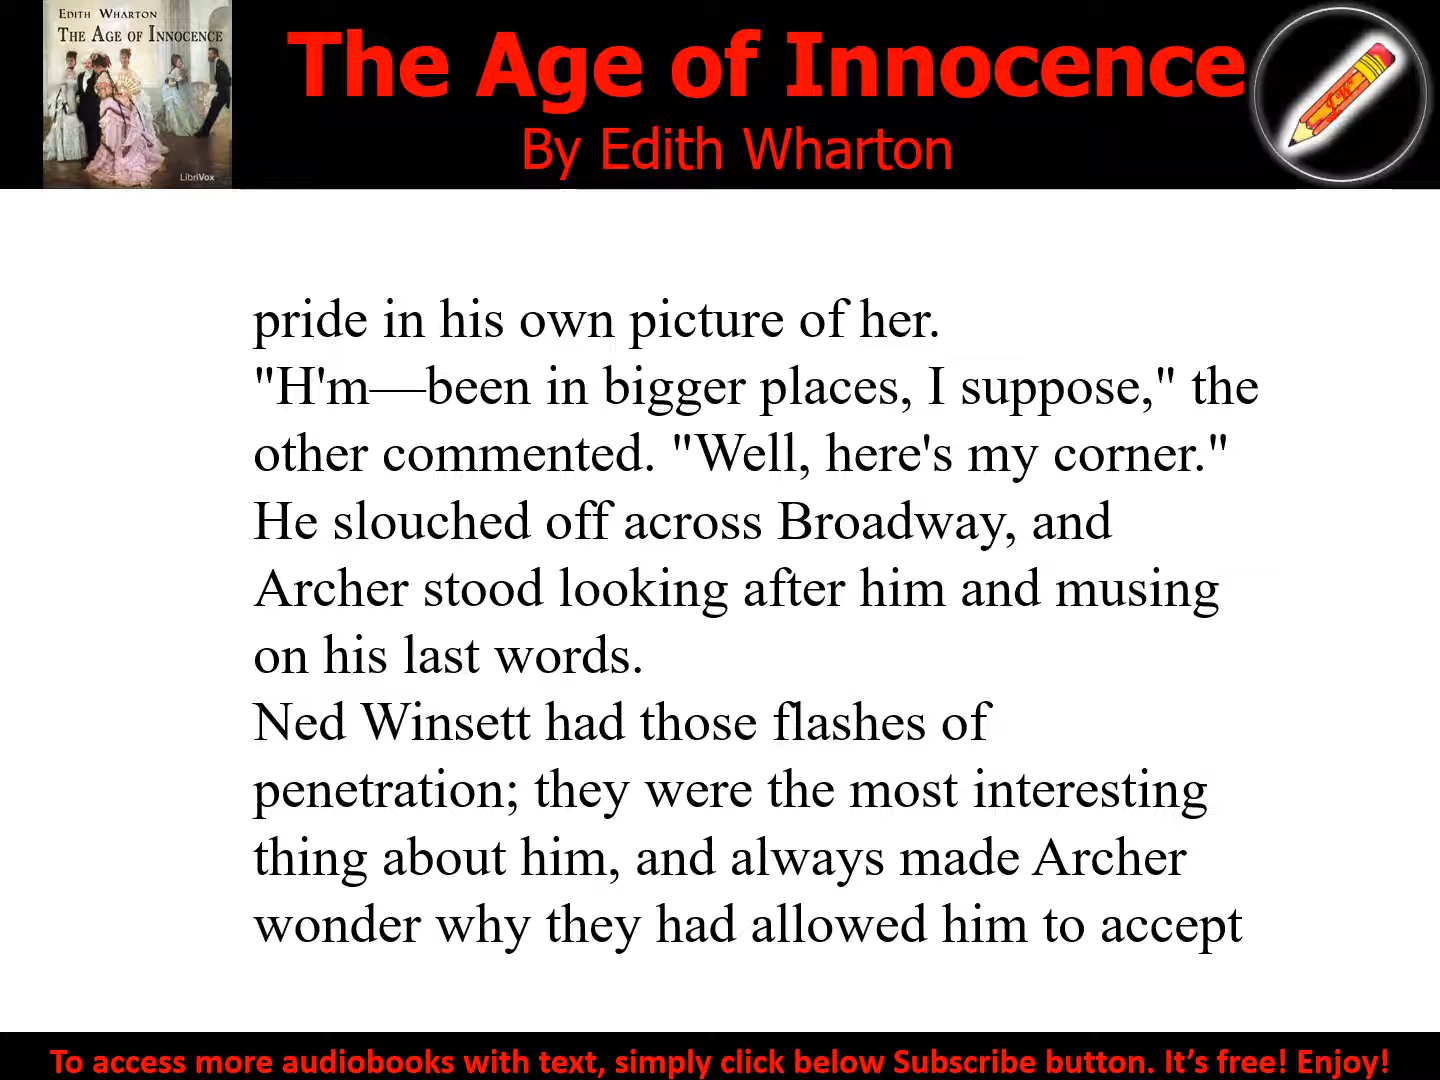 EDITH WHARTON
THE AGE OF INNOCENCE
LibriVox
The Age of Innocence
By Edith Wharton
pride in his own picture of her.
"H'm—been in bigger places, I suppose," the
other commented. "Well, here's my corner."
He slouched off across Broadway, and
Archer stood looking after him and musing
on his last words.
Ned Winsett had those flashes of
penetration; they were the most interesting
thing about him, and always made Archer
wonder why they had allowed him to accept
To access more audiobooks with text, simply click below Subscribe button. It’s free! Enjoy!